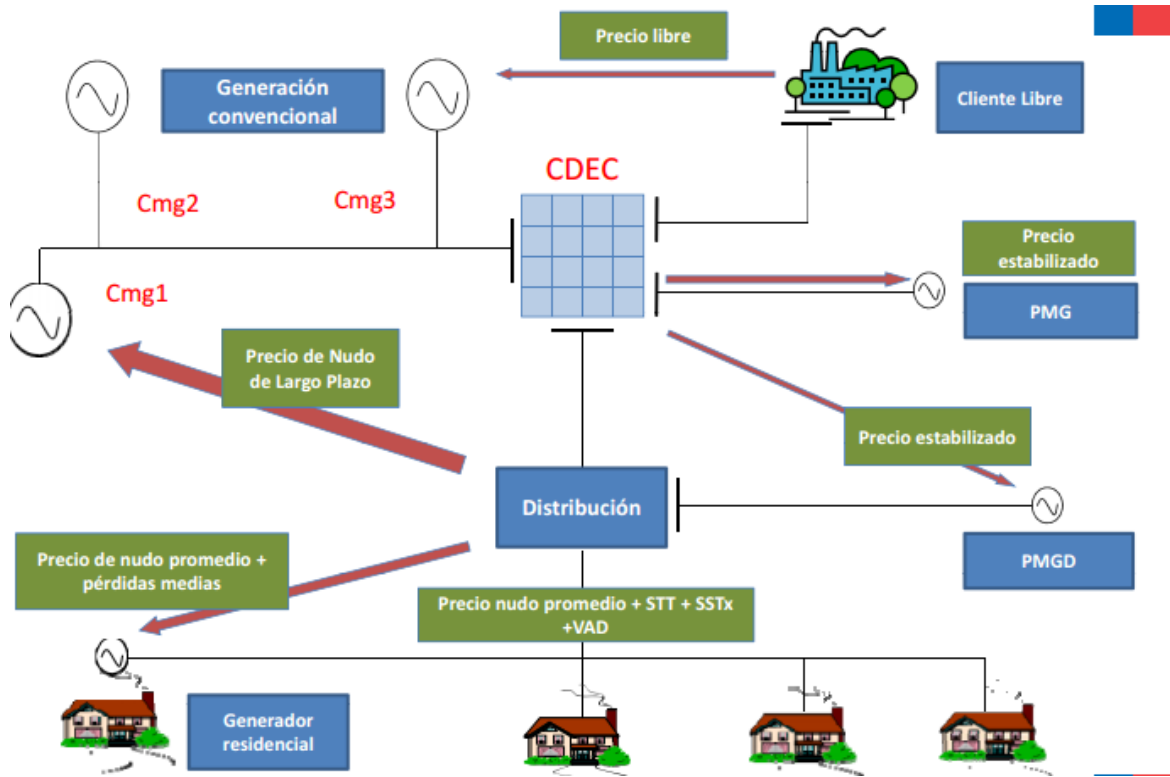 Precio libre
Generación
convencional
Cliente Libre
CDEC
Cmg2
Cmg3
Precio
estabilizado
Cmg1
PMG
Precio de Nudo
de Largo Plazo
Precio estabilizado
Distribución
Precio de nudo promedio +
pérdidas medias
PMGD
Precio nudo promedio + STT + SSTx
+VAD
Generador
residencial